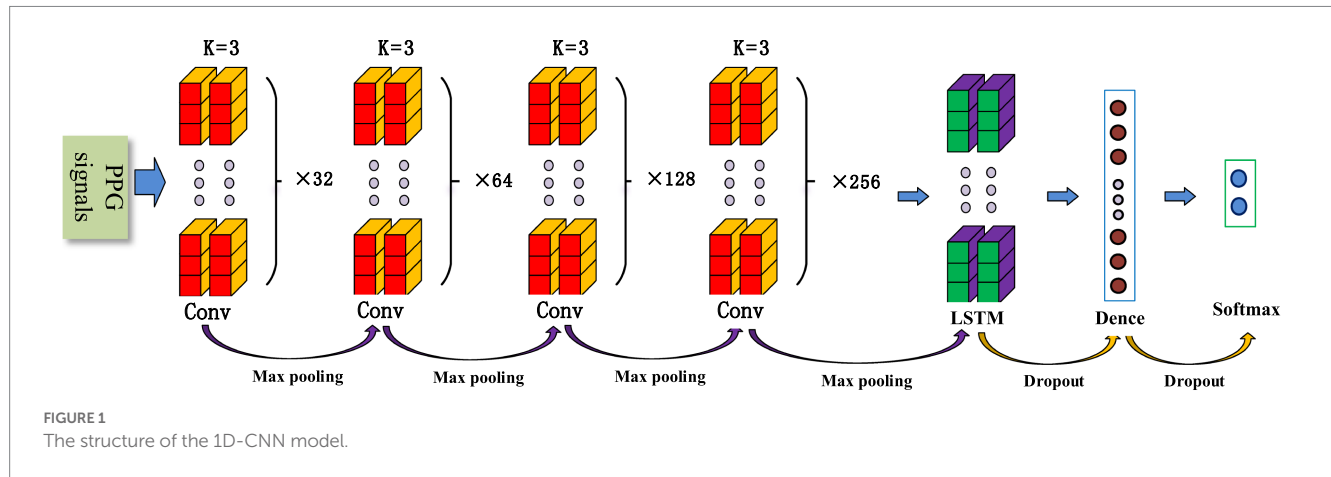 K=3
K=3
K=3
K=3
PPG
signals
×32
×64
×128
×256
Conv
Conv
Conv
Conv
LSTM
Dence
Softmax
Max pooling
Max pooling
Max pooling
Max pooling
Dropout
Dropout
FIGURE 1
The structure of the 1D-CNN model.